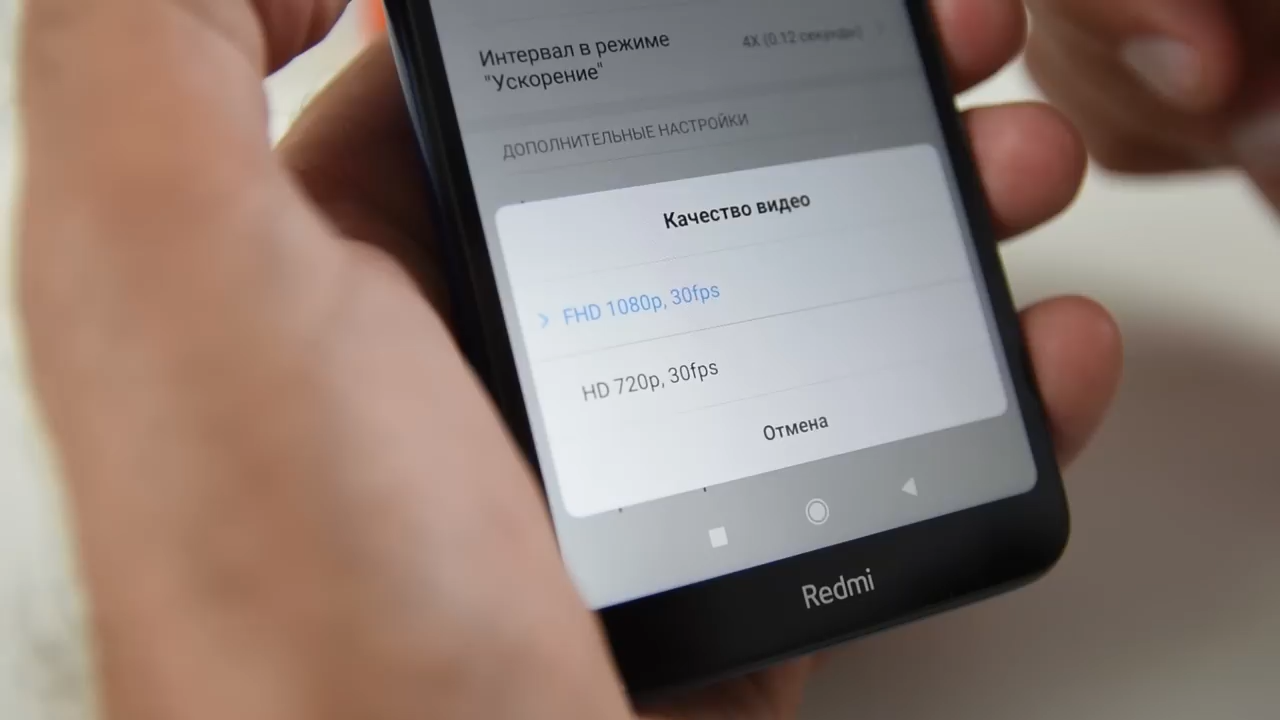 Интервал в режиме
"Ускорение"
4X (0.12 секунды)
ДОПОЛНИТЕЛЬНЫЕ НАСТРОЙКИ
Качество видео
FHD 1080p, 30fps
HD 720p, 30fps
Отмена
Redmi